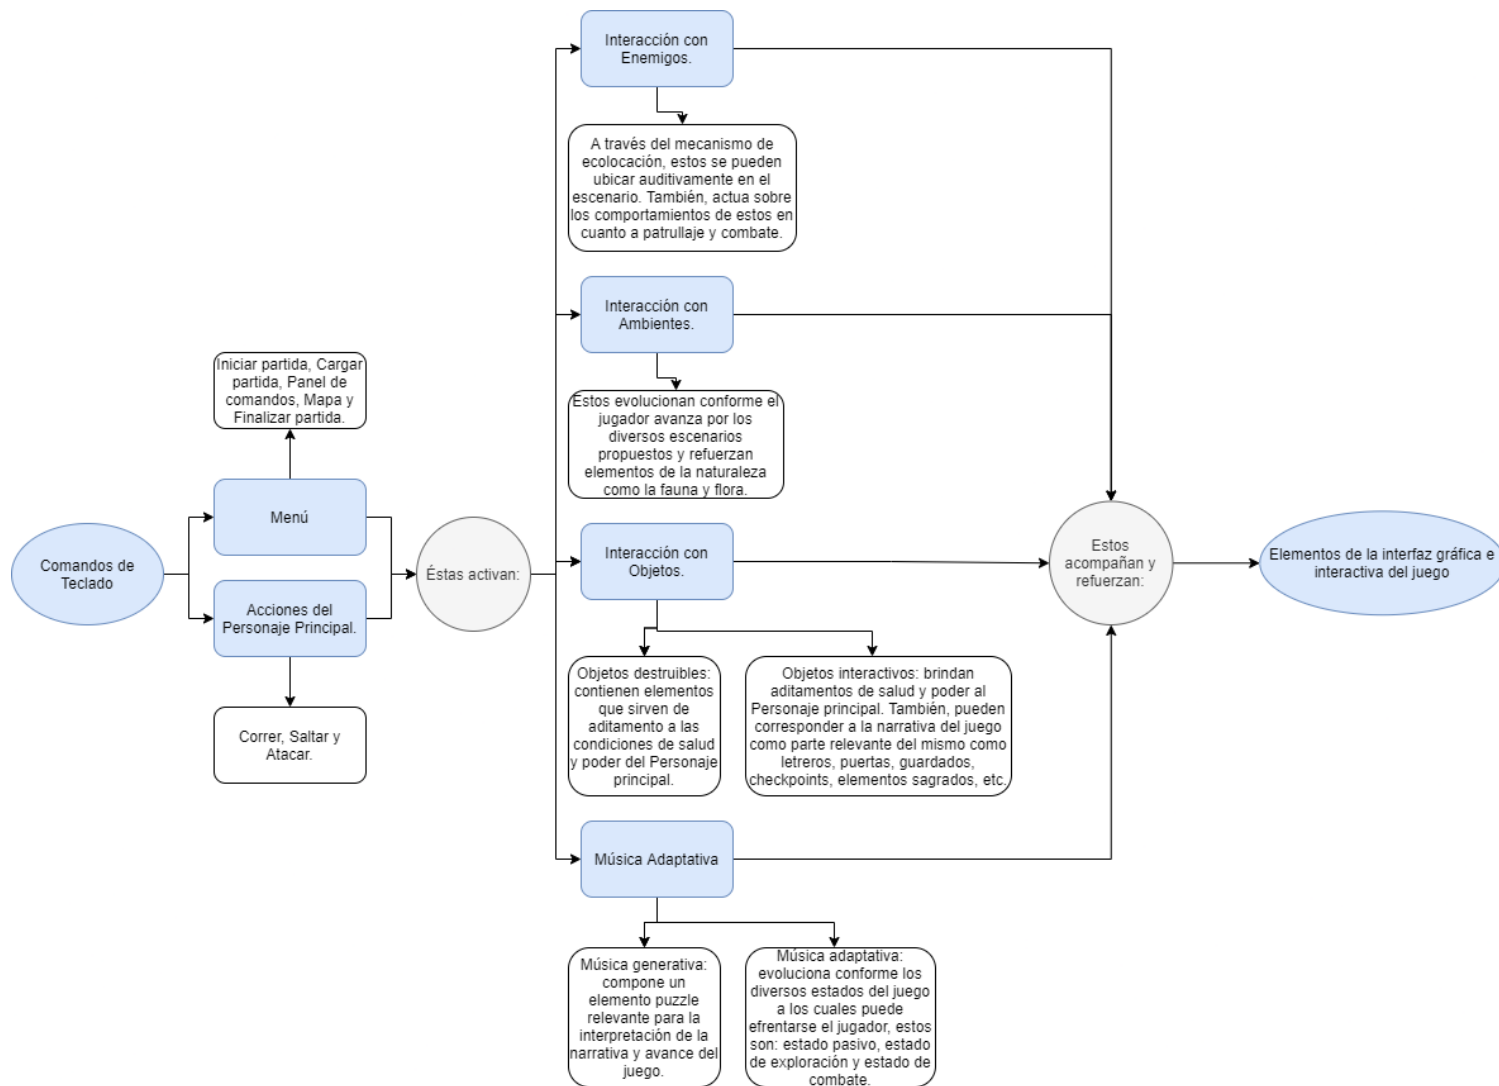 Interacción con
Enemigos.
A través del mecanismo de
ecolocación, estos se pueden
ubicar auditivamente en el
escenario. También, actua sobre
los comportamientos de estos en
cuanto a patrullaje y combate.
Interacción con
Ambientes.
Iniciar partida, Cargar
partida, Panel de
comandos, Mapa y
Finalizar partida.
Estos evolucionan conforme el
jugador avanza por los
diversos escenarios
propuestos y refuerzan
elementos de la naturaleza
como la fauna y flora.
Menú
Comandos de
Teclado
Acciones del
Personaje Principal.
Éstas activan:
Interacción con
Objetos.
Estos
acompañan y
refuerzan:
Elementos de la interfaz gráfica e
interactiva del juego
Correr, Saltar y
Atacar.
Objetos destruibles:
contienen elementos
que sirven de
aditamento a las
condiciones de salud
y poder del Personaje
principal.
Objetos interactivos: brindan
aditamentos de salud y poder al
Personaje principal. También, pueden
corresponder a la narrativa del juego
como parte relevante del mismo como
letreros, puertas, guardados,
checkpoints, elementos sagrados, etc.
Música Adaptativa
Música generativa:
compone un
elemento puzzle
relevante para la
interpretación de la
narrativa y avance del
juego.
Música adaptativa:
evoluciona conforme los
diversos estados del juego
a los cuales puede
efrentarse el jugador, estos
son: estado pasivo, estado
de exploración y estado de
combate.